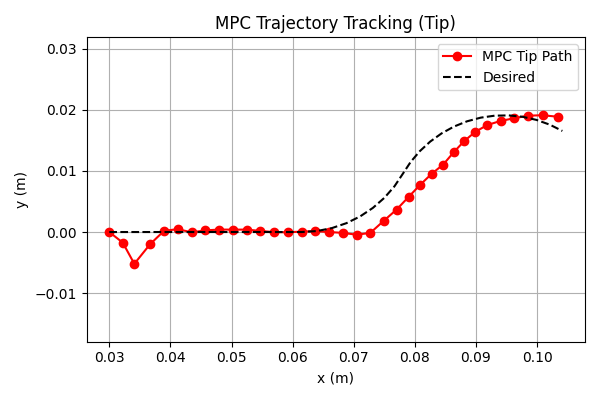 MPC Trajectory Tracking (Tip)
MPC Tip Path
Desired
y (m)
0.03
0.02
0.01
0.00
−0.01
0.03 0.04 0.05 0.06 0.07 0.08 0.09 0.10
x (m)